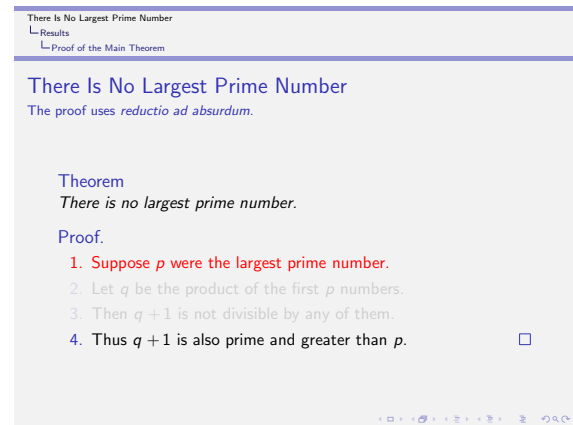 There Is No Largest Prime Number
Results
Proof of the Main Theorem
There Is No Largest Prime Number
The proof uses reductio ad absurdum.
Theorem
There is no largest prime number.
Proof.
1. Suppose p were the largest prime number.
2. Let q be the product of the first p numbers.
3. Then q + 1 is not divisible by any of them.
4. Thus q + 1 is also prime and greater than p.